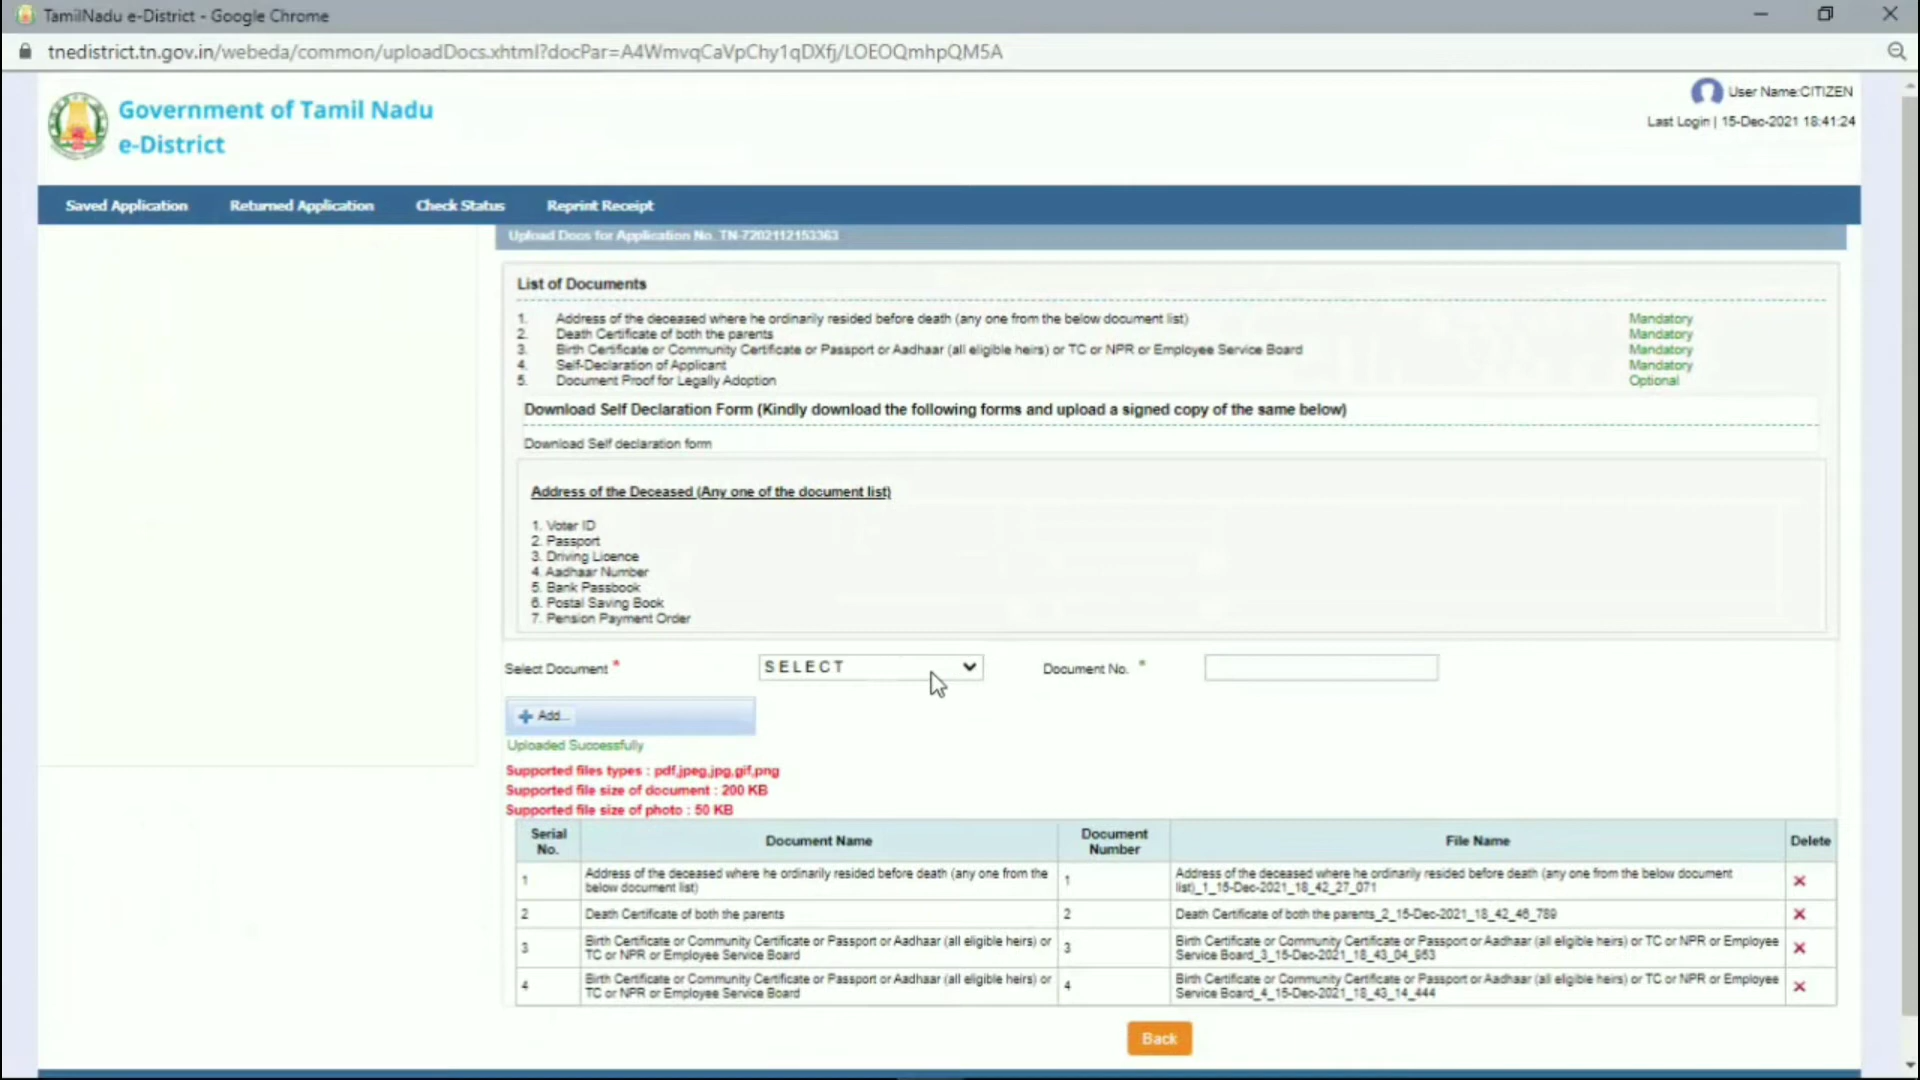 TamilNadu e-District - Google Chrome
tnedistrict.tn.gov.in/webeda/common/uploadDocs.xhtml?docPar=A4WmvqCaVpChy1qDXfj/LOEOQmhpQM5A
Government of Tamil Nadu
e-District
User Name:CITIZEN
Last Login | 15-Dec-2021 18:41:24
Saved Application Returned Application Check Status Reprint Receipt
Upload Docs for Application No. TN-7202112153363
List of Documents
1. Address of the deceased where he ordinarily resided before death (any one from the below document list) Mandatory
2. Death Certificate of both the parents Mandatory
3. Birth Certificate or Community Certificate or Passport or Aadhaar (all eligible heirs) or TC or NPR or Employee Service Board Mandatory
4. Self-Declaration of Applicant Mandatory
5. Document Proof for Legally Adoption Optional
Download Self Declaration Form (Kindly download the following forms and upload a signed copy of the same below)
Download Self declaration form
Address of the Deceased (Any one of the document list)
1. Voter ID
2. Passport
3. Driving Licence
4. Aadhaar Number
5. Bank Passbook
6. Postal Saving Book
7. Pension Payment Order
Select Document * SELECT Document No. *
Add...
Uploaded Successfully
Supported files types : pdf,jpeg,jpg,gif,png
Supported file size of document : 200 KB
Supported file size of photo : 50 KB
Serial No. Document Name Document Number File Name Delete
1 Address of the deceased where he ordinarily resided before death (any one from the below document list) 1 Address of the deceased where he ordinarily resided before death (any one from the below document list)_1_15-Dec-2021_18_42_27_071
2 Death Certificate of both the parents 2 Death Certificate of both the parents_2_15-Dec-2021_18_42_46_789
3 Birth Certificate or Community Certificate or Passport or Aadhaar (all eligible heirs) or TC or NPR or Employee Service Board 3 Birth Certificate or Community Certificate or Passport or Aadhaar (all eligible heirs) or TC or NPR or Employee Service Board_3_15-Dec-2021_18_43_04_953
4 Birth Certificate or Community Certificate or Passport or Aadhaar (all eligible heirs) or TC or NPR or Employee Service Board 4 Birth Certificate or Community Certificate or Passport or Aadhaar (all eligible heirs) or TC or NPR or Employee Service Board_4_15-Dec-2021_18_43_14_444
Back